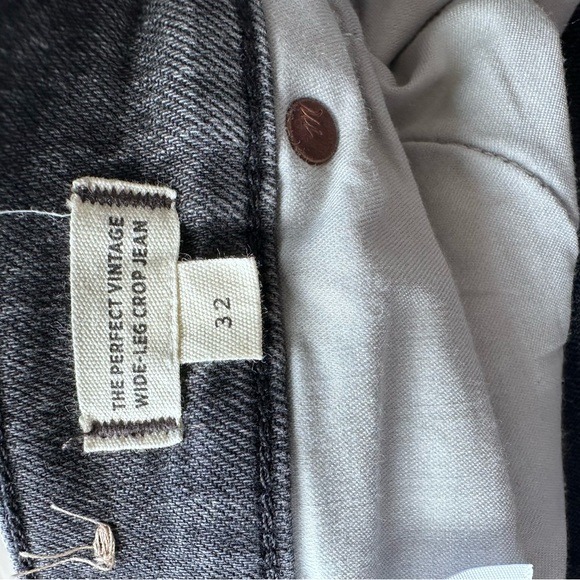 THE PERFECT VINTAGE
WIDE-LEG CROP JEAN
32